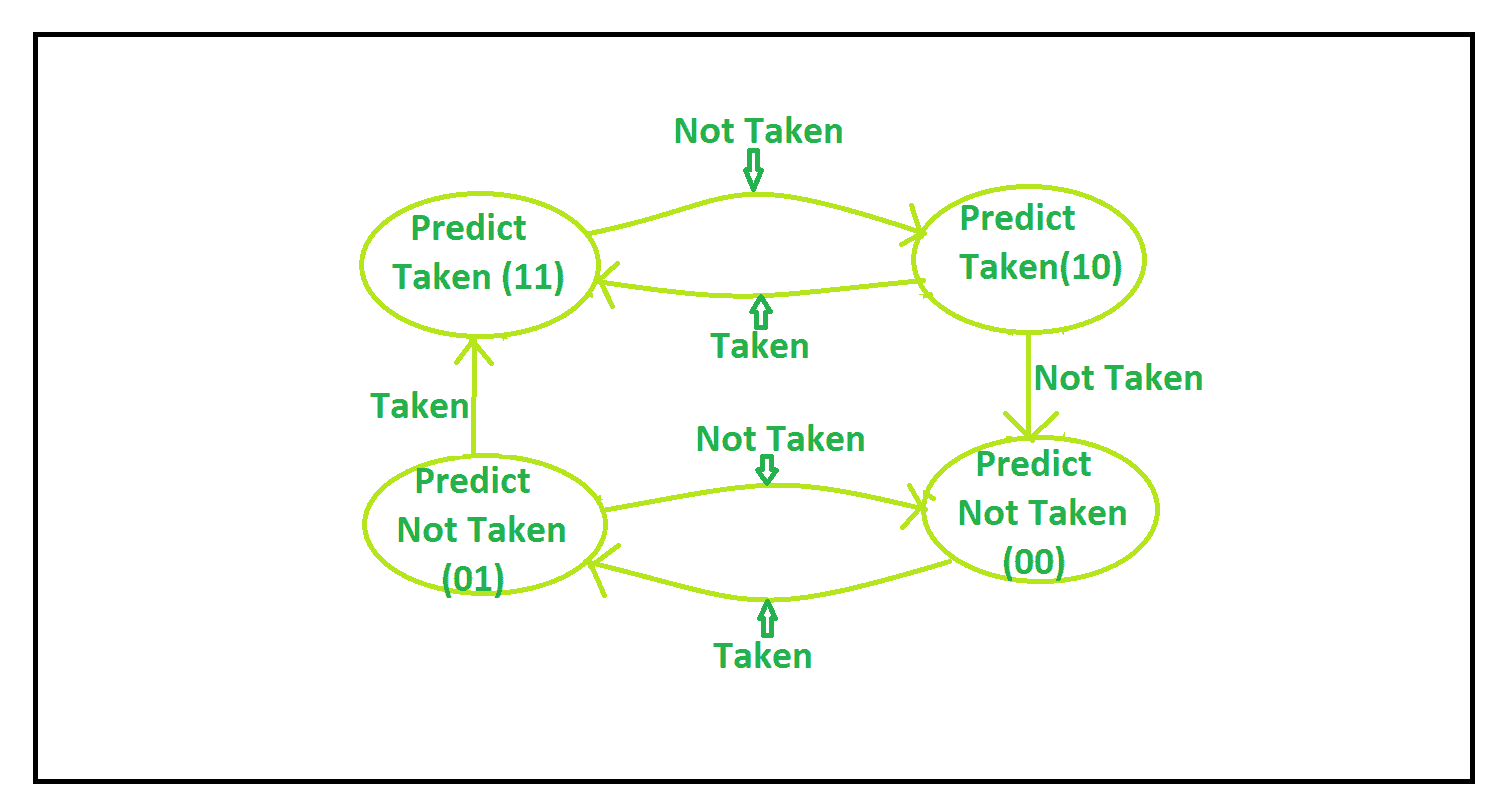 Not Taken
Predict
Taken (11)
Predict
Taken(10)
Taken
Taken
Not Taken
Not Taken
Predict
Not Taken
(01)
Predict
Not Taken
(00)
Taken